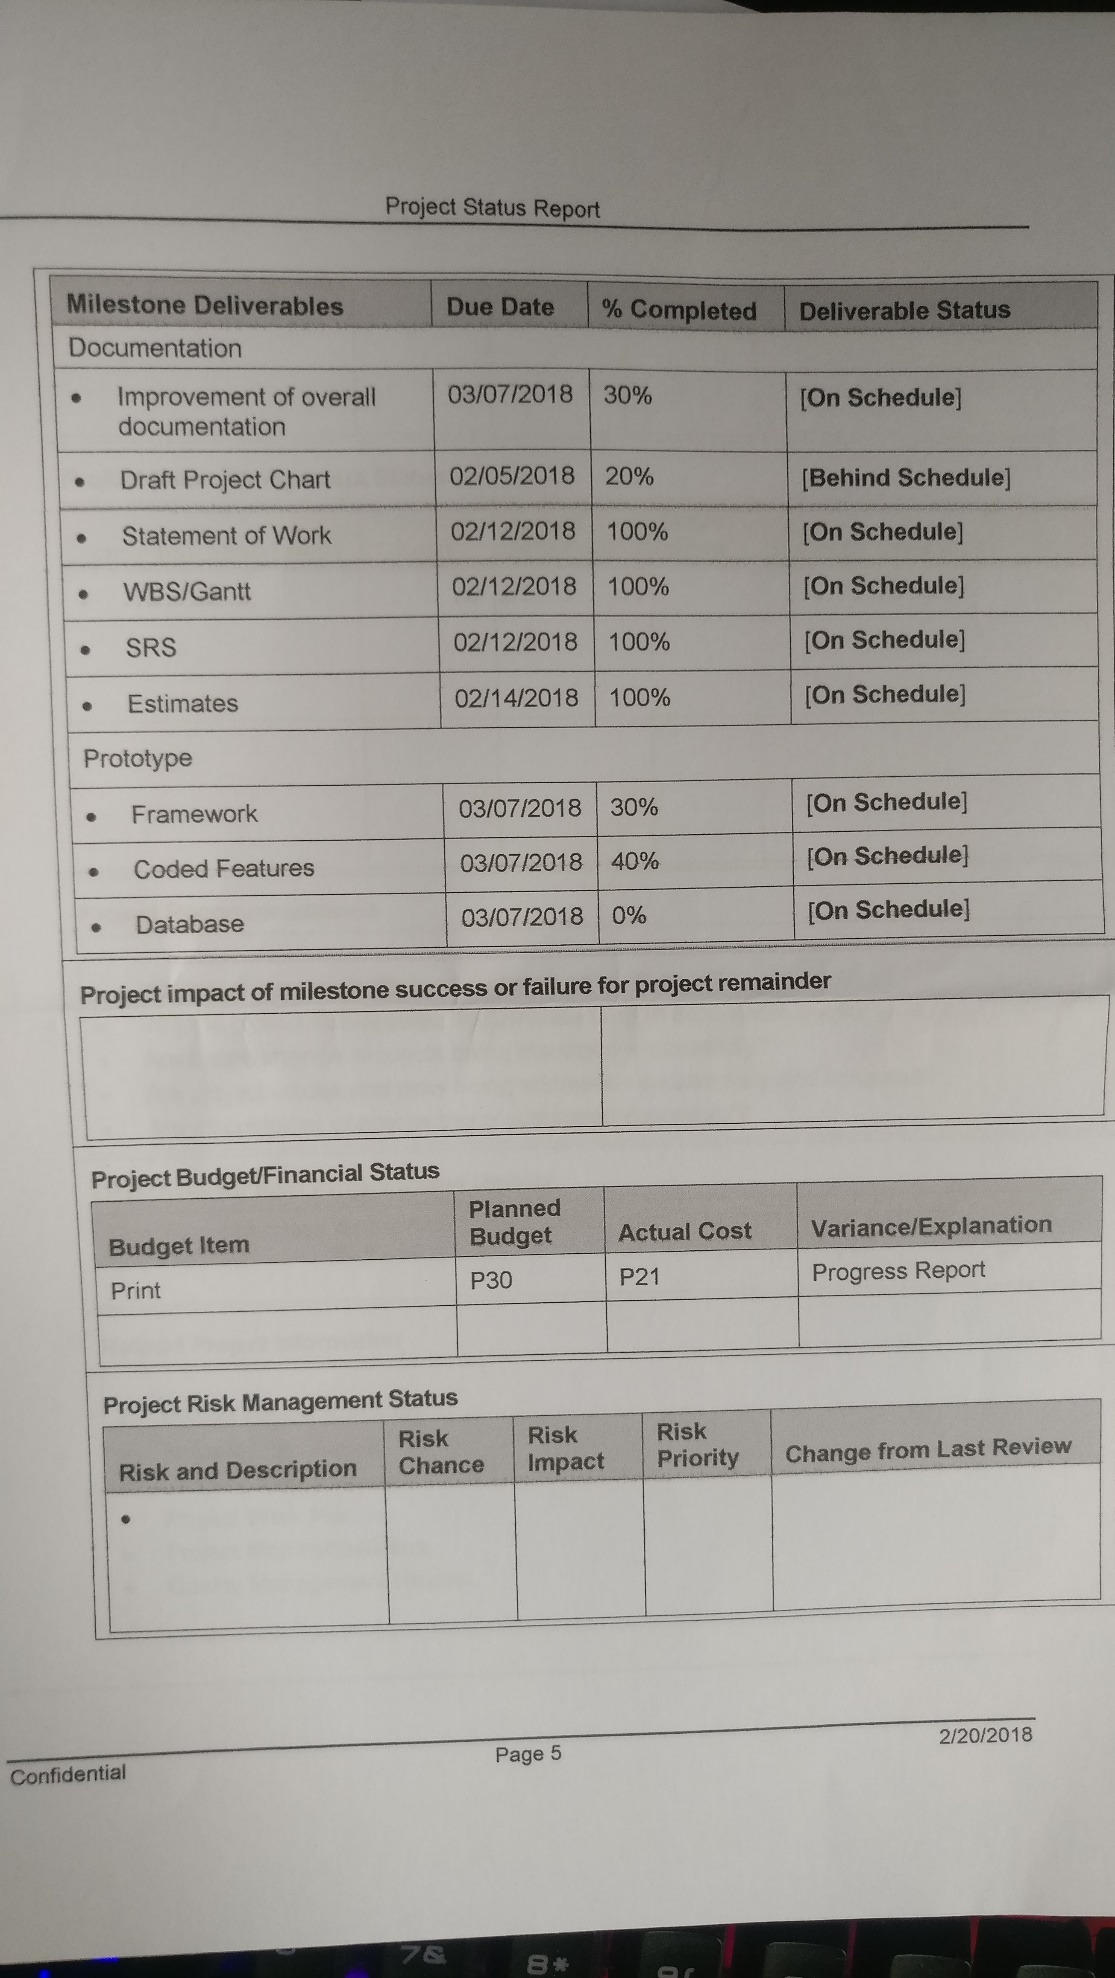 Project Status Report
Milestone Deliverables Due Date % Completed Deliverable Status
Documentation
• Improvement of overall 03/07/2018 30% [On Schedule]
documentation
• Draft Project Chart 02/05/2018 20% [Behind Schedule]
• Statement of Work 02/12/2018 100% [On Schedule]
• WBS/Gantt 02/12/2018 100% [On Schedule]
• SRS 02/12/2018 100% [On Schedule]
• Estimates 02/14/2018 100% [On Schedule]
Prototype
• Framework 03/07/2018 30% [On Schedule]
• Coded Features 03/07/2018 40% [On Schedule]
• Database 03/07/2018 0% [On Schedule]
Project impact of milestone success or failure for project remainder
Project Budget/Financial Status
Budget Item Planned Budget Actual Cost Variance/Explanation
Print P30 P21 Progress Report
Project Risk Management Status
Risk and Description Risk Chance Risk Impact Risk Priority Change from Last Review
•
Confidential Page 5 2/20/2018
7&
8*